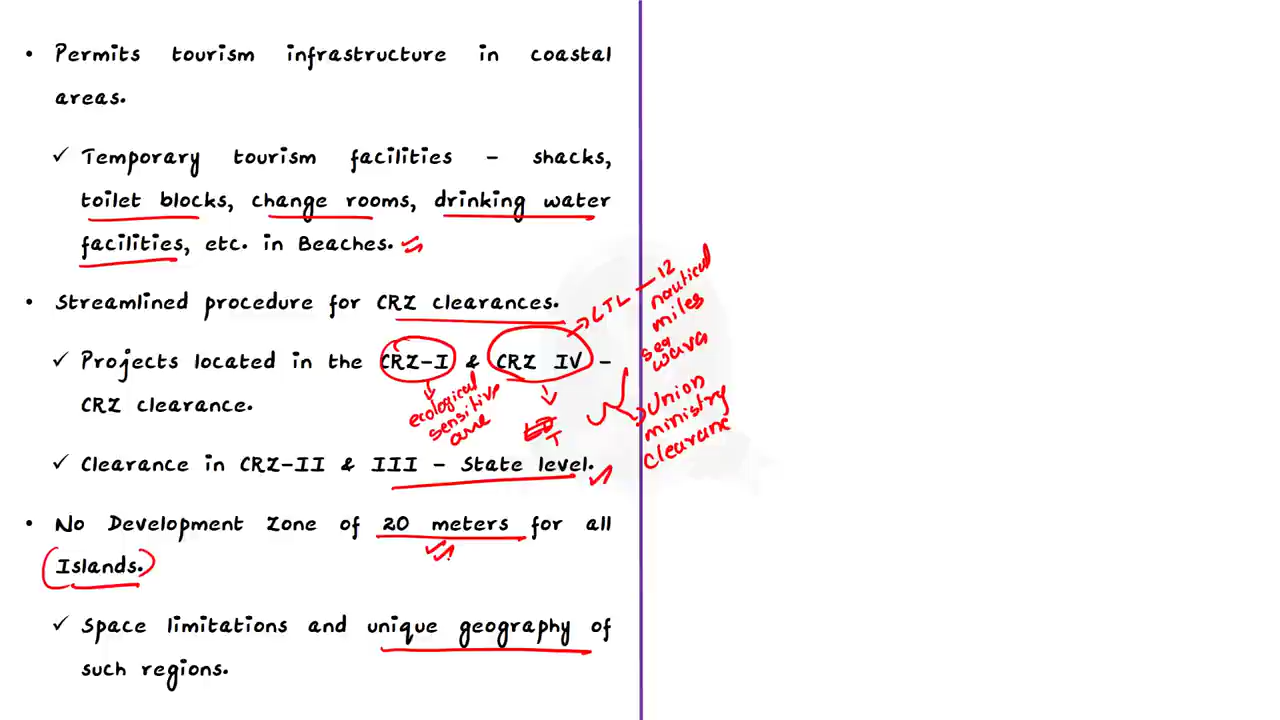 • Permits tourism infrastructure in coastal
areas.
✓ Temporary tourism facilities - shacks,
toilet blocks, change rooms, drinking water
facilities, etc. in Beaches.
• Streamlined procedure for CRZ clearances.
✓ Projects located in the CRZ-I & CRZ IV -
CRZ clearance.
✓ Clearance in CRZ-II & III - State level.
• No Development Zone of 20 meters for all
Islands.
✓ Space limitations and unique geography of
such regions.
LTL - 12
nautical
miles
sea
ecological
sensitive
T
Union
ministry